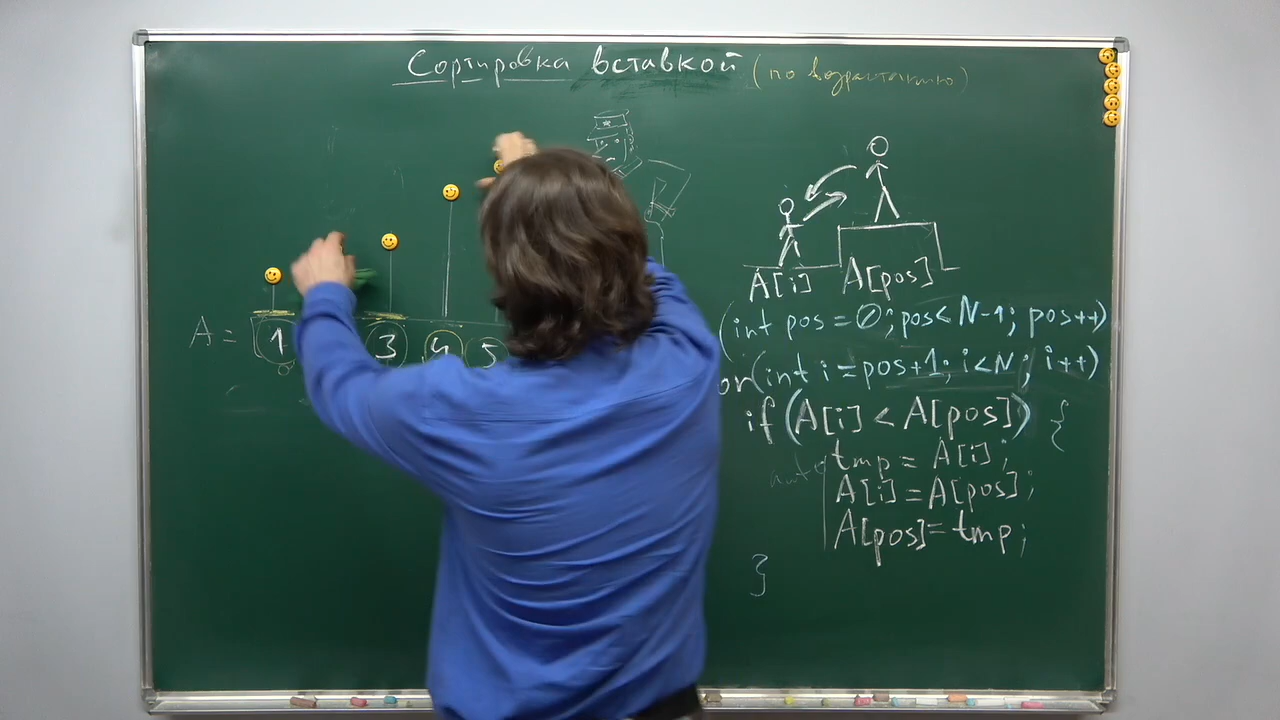 Сортировка вставкой (по возрастанию)
A[i] A[pos]
A = [1 3 4 5
(int pos = 0; pos < N-1; pos++)
or(int i = pos+1; i < N; i++)
if (A[i] < A[pos]) {
auto tmp = A[i];
A[i] = A[pos];
A[pos] = tmp;
}